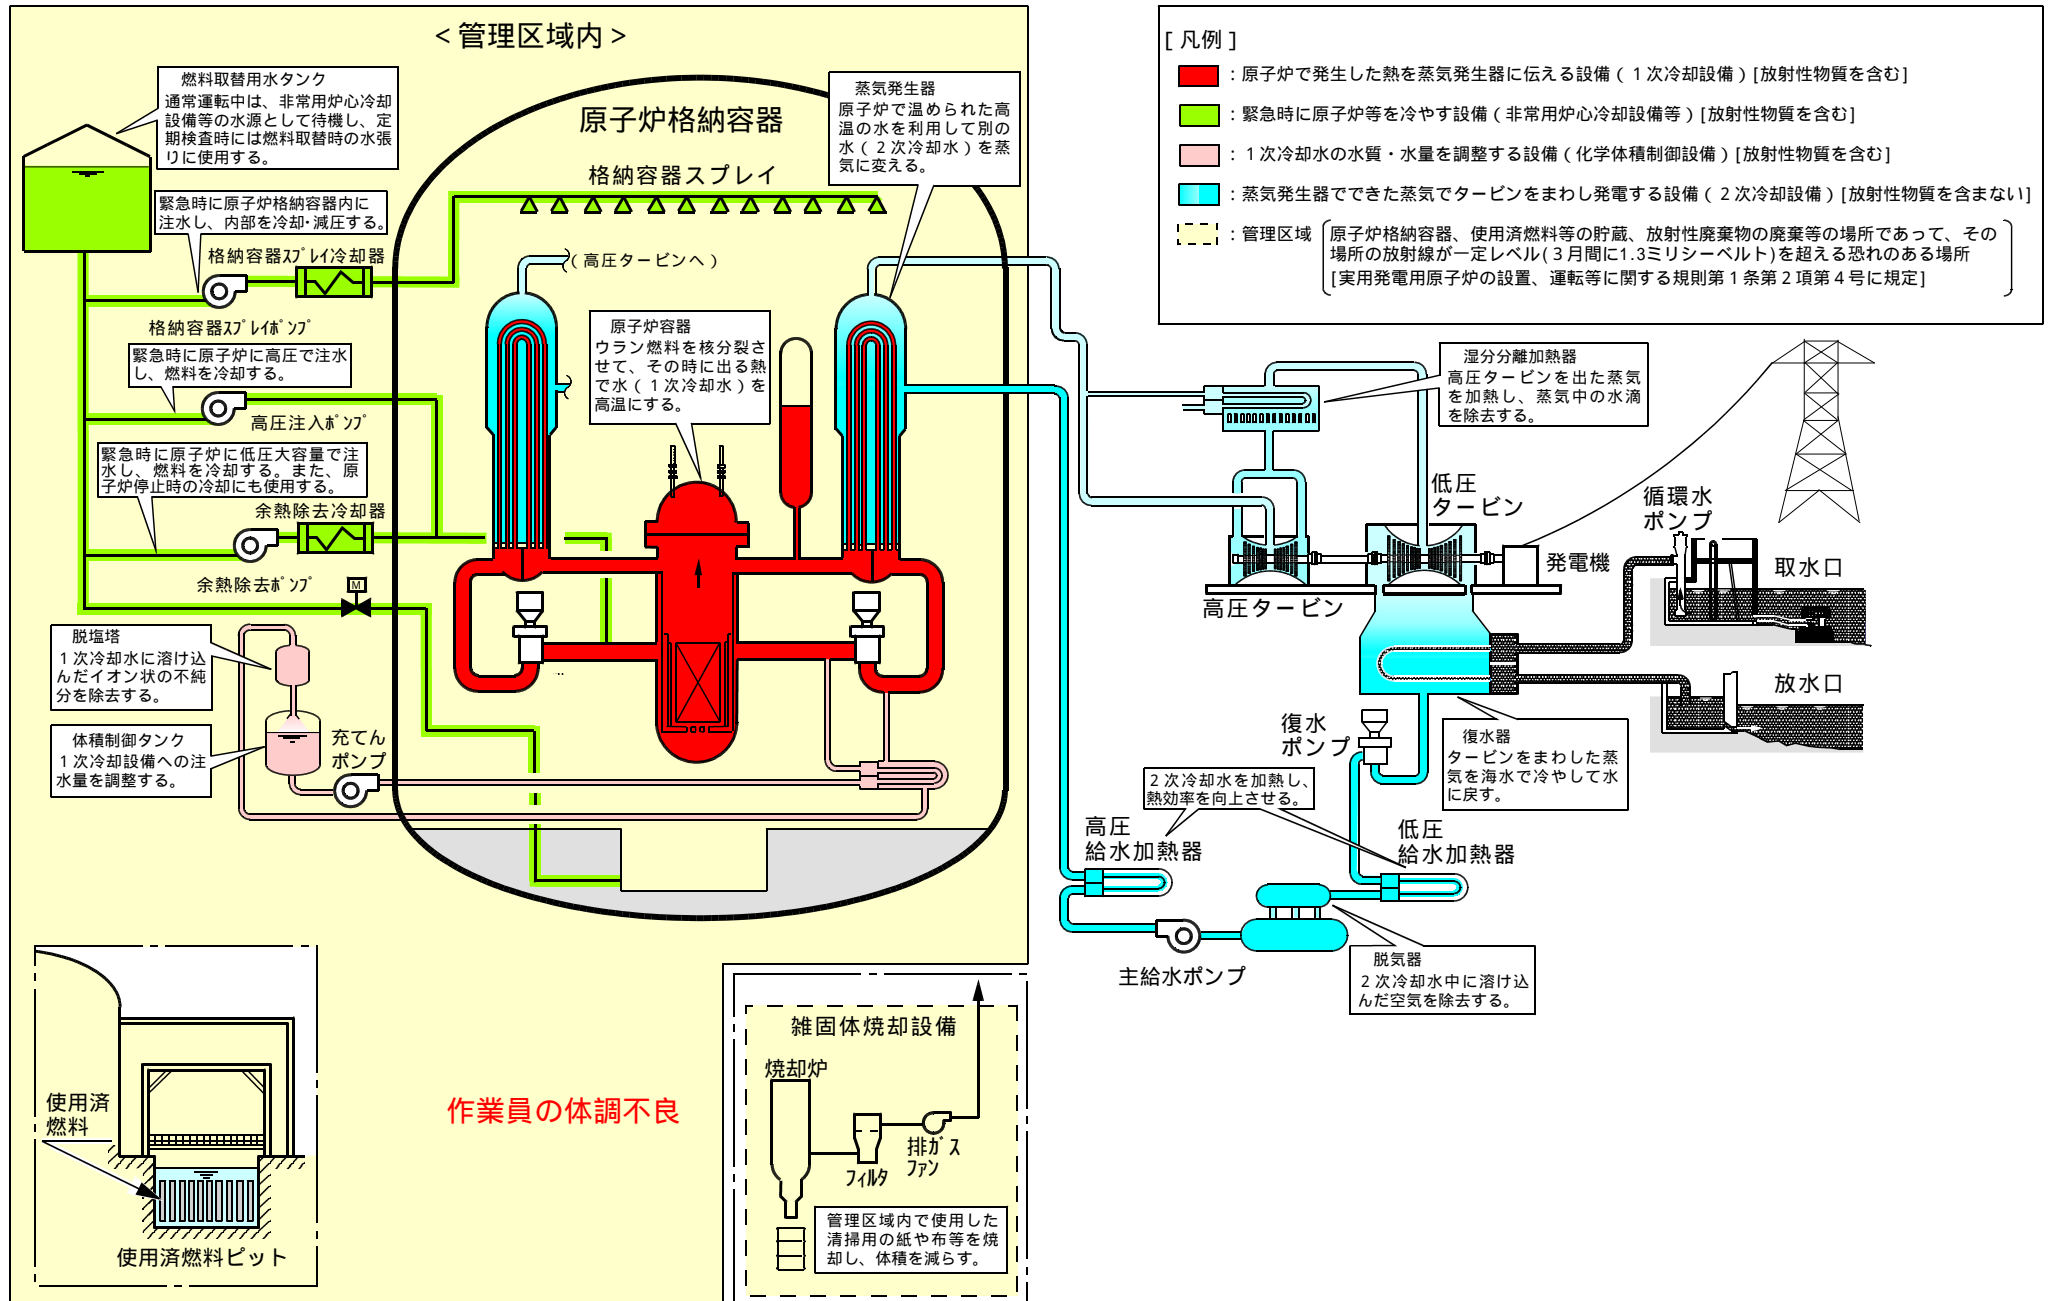 ＜管理区域内＞
燃料取替用水タンク
通常運転中は、非常用炉心冷却
設備等の水源として待機し、定
期検査時には燃料取替時の水張
りに使用する。
原子炉格納容器
蒸気発生器
原子炉で温められた高
温の水を利用して別の
水（２次冷却水）を蒸
気に変える。
格納容器スプレイ
緊急時に原子炉格納容器内に
注水し、内部を冷却･減圧する。
格納容器ｽﾌﾟﾚｲ冷却器
（高圧タービンへ）
格納容器ｽﾌﾟﾚｲﾎﾟﾝﾌﾟ
原子炉容器
ウラン燃料を核分裂さ
せて、その時に出る熱
で水（１次冷却水）を
高温にする。
緊急時に原子炉に高圧で注水
し、燃料を冷却する。
高圧注入ﾎﾟﾝﾌﾟ
緊急時に原子炉に低圧大容量で注
水し、燃料を冷却する。また、原
子炉停止時の冷却にも使用する。
余熱除去冷却器
余熱除去ﾎﾟﾝﾌﾟ
M
脱塩塔
１次冷却水に溶け込
んだイオン状の不純
分を除去する。
体積制御タンク
１次冷却設備への注
水量を調整する。
充てん
ポンプ
[凡例]
：原子炉で発生した熱を蒸気発生器に伝える設備（１次冷却設備）[放射性物質を含む]
：緊急時に原子炉等を冷やす設備（非常用炉心冷却設備等）[放射性物質を含む]
：１次冷却水の水質・水量を調整する設備（化学体積制御設備）[放射性物質を含む]
：蒸気発生器でできた蒸気でタービンをまわし発電する設備（２次冷却設備）[放射性物質を含まない]
：管理区域
原子炉格納容器、使用済燃料等の貯蔵、放射性廃棄物の廃棄等の場所であって、その
場所の放射線が一定レベル(３月間に1.3ミリシーベルト)を超える恐れのある場所
[実用発電用原子炉の設置、運転等に関する規則第１条第２項第４号に規定]
湿分分離加熱器
高圧タービンを出た蒸気
を加熱し、蒸気中の水滴
を除去する。
低圧
タービン
循環水
ポンプ
発電機
取水口
高圧タービン
放水口
復水
ポンプ
復水器
タービンをまわした蒸
気を海水で冷やして水
に戻す。
２次冷却水を加熱し、
熱効率を向上させる。
高圧
給水加熱器
低圧
給水加熱器
主給水ポンプ
脱気器
２次冷却水中に溶け込
んだ空気を除去する。
使用済
燃料
使用済燃料ピット
作業員の体調不良
雑固体焼却設備
焼却炉
ﾌｨﾙﾀ
排ｶﾞｽ
ﾌｧﾝ
管理区域内で使用した
清掃用の紙や布等を焼
却し、体積を減らす。